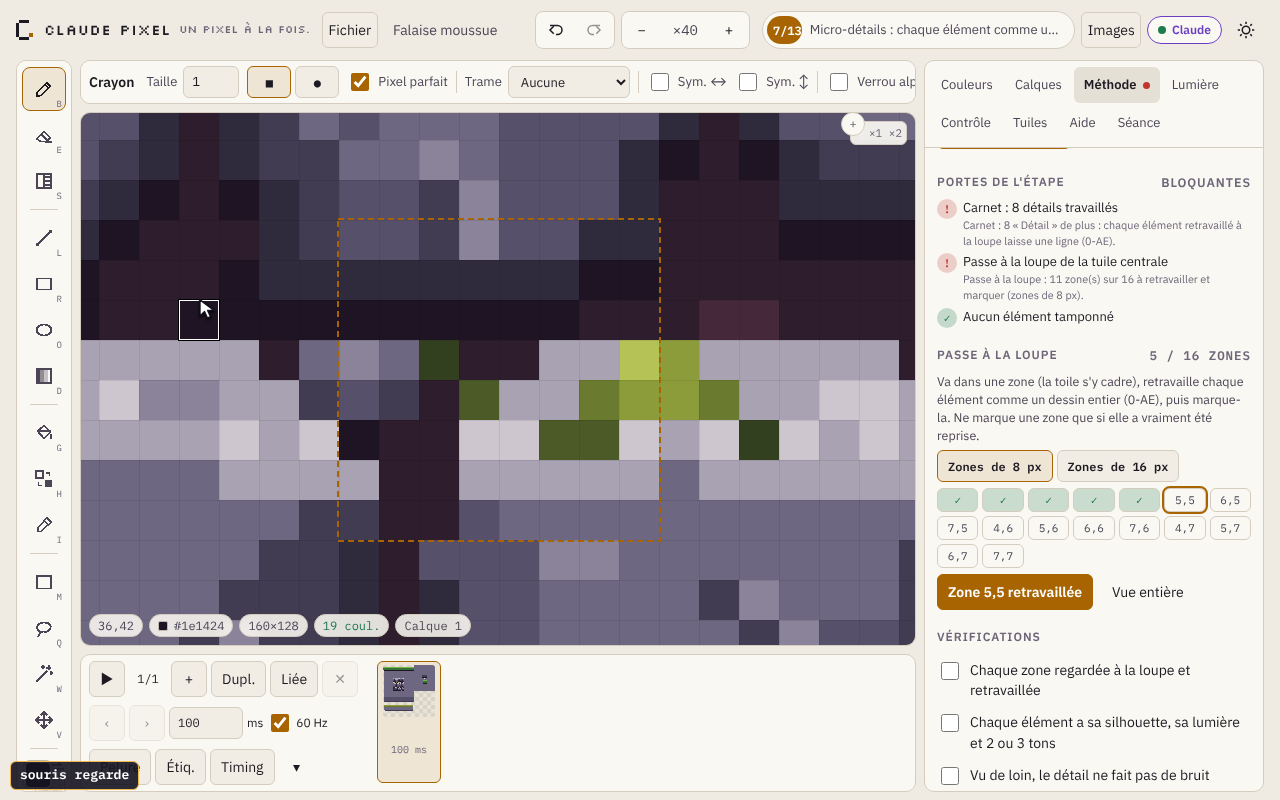 CLAUDE PIXEL UN PIXEL À LA FOIS. Fichier Falaise moussue − ×40 + 7/13 Micro-détails : chaque élément comme u… Images Claude
Crayon Taille 1 Pixel parfait Trame Aucune Sym. ↔ Sym. ↕ Verrou alp
B
E
S
L
R
O
D
G
H
I
M
Q
W
V
+ ×1 ×2
36,42 #1e1424 160×128 19 coul. Calque 1
1/1 + Dupl. Liée ✕
‹ › 100 ms 60 Hz
Étiq. Timing ▼
100 ms
souris regarde
Couleurs Calques Méthode Lumière
Contrôle Tuiles Aide Séance
PORTES DE L'ÉTAPE BLOQUANTES
! Carnet : 8 détails travaillés
Carnet : 8 « Détail » de plus : chaque élément retravaillé à
la loupe laisse une ligne (0-AE).
! Passe à la loupe de la tuile centrale
Passe à la loupe : 11 zone(s) sur 16 à retravailler et
marquer (zones de 8 px).
✓ Aucun élément tamponné
PASSE À LA LOUPE 5 / 16 ZONES
Va dans une zone (la toile s'y cadre), retravaille chaque
élément comme un dessin entier (0-AE), puis marque-
la. Ne marque une zone que si elle a vraiment été
reprise.
Zones de 8 px Zones de 16 px
✓ ✓ ✓ ✓ ✓ 5,5 6,5
7,5 4,6 5,6 6,6 7,6 4,7 5,7
6,7 7,7
Zone 5,5 retravaillée Vue entière
VÉRIFICATIONS
Chaque zone regardée à la loupe et
retravaillée
Chaque élément a sa silhouette, sa lumière
et 2 ou 3 tons
Vu de loin, le détail ne fait pas de bruit